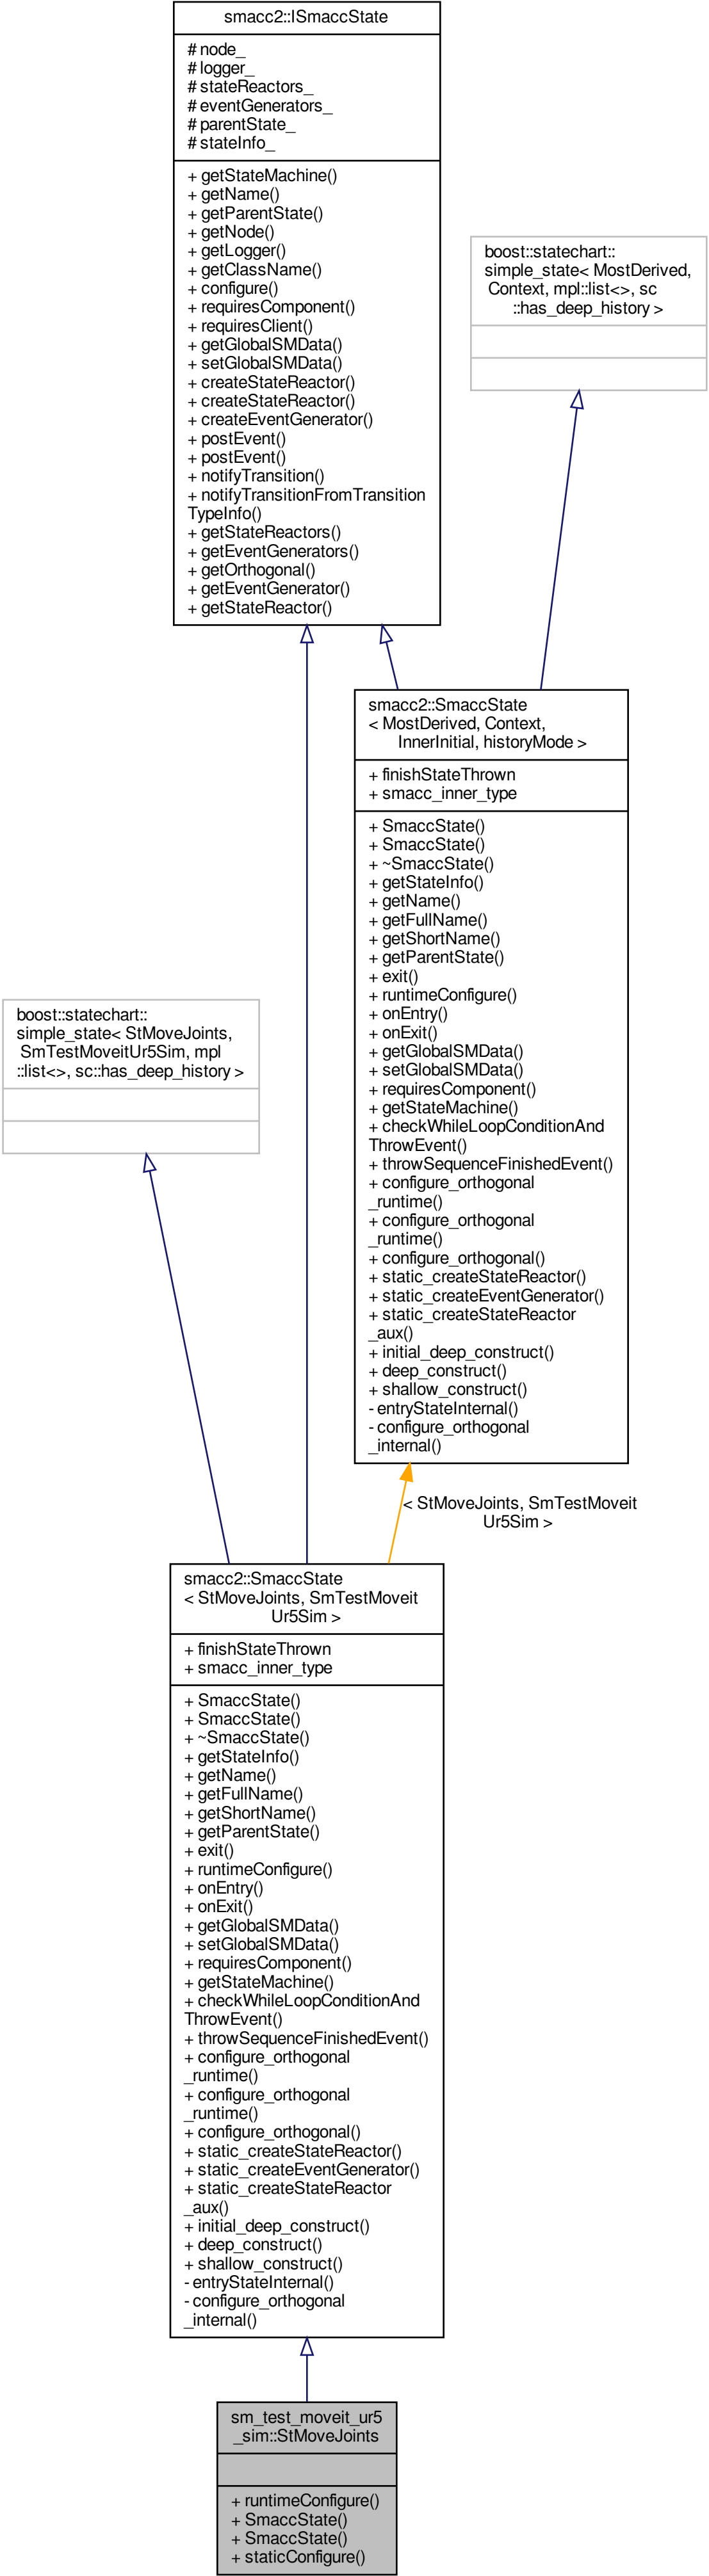 smacc2::ISmaccState
# node_
# logger_
# stateReactors_
# eventGenerators_
# parentState_
# stateInfo_
+ getStateMachine()
+ getName()
+ getParentState()
+ getNode()
+ getLogger()
+ getClassName()
+ configure()
+ requiresComponent()
+ requiresClient()
+ getGlobalSMData()
+ setGlobalSMData()
+ createStateReactor()
+ createStateReactor()
+ createEventGenerator()
+ postEvent()
+ postEvent()
+ notifyTransition()
+ notifyTransitionFromTransition
TypeInfo()
+ getStateReactors()
+ getEventGenerators()
+ getOrthogonal()
+ getEventGenerator()
+ getStateReactor()
boost::statechart::
simple_state< MostDerived,
Context, mpl::list<>, sc
::has_deep_history >
smacc2::SmaccState
< MostDerived, Context,
InnerInitial, historyMode >
+ finishStateThrown
+ smacc_inner_type
+ SmaccState()
+ SmaccState()
+ ~SmaccState()
+ getStateInfo()
+ getName()
+ getFullName()
+ getShortName()
+ getParentState()
+ exit()
+ runtimeConfigure()
+ onEntry()
+ onExit()
+ getGlobalSMData()
+ setGlobalSMData()
+ requiresComponent()
+ getStateMachine()
+ checkWhileLoopConditionAnd
ThrowEvent()
+ throwSequenceFinishedEvent()
+ configure_orthogonal
_runtime()
+ configure_orthogonal
_runtime()
+ configure_orthogonal()
+ static_createStateReactor()
+ static_createEventGenerator()
+ static_createStateReactor
_aux()
+ initial_deep_construct()
+ deep_construct()
+ shallow_construct()
- entryStateInternal()
- configure_orthogonal
_internal()
boost::statechart::
simple_state< StMoveJoints,
SmTestMoveitUr5Sim, mpl
::list<>, sc::has_deep_history >
< StMoveJoints, SmTestMoveit
Ur5Sim >
smacc2::SmaccState
< StMoveJoints, SmTestMoveit
Ur5Sim >
+ finishStateThrown
+ smacc_inner_type
+ SmaccState()
+ SmaccState()
+ ~SmaccState()
+ getStateInfo()
+ getName()
+ getFullName()
+ getShortName()
+ getParentState()
+ exit()
+ runtimeConfigure()
+ onEntry()
+ onExit()
+ getGlobalSMData()
+ setGlobalSMData()
+ requiresComponent()
+ getStateMachine()
+ checkWhileLoopConditionAnd
ThrowEvent()
+ throwSequenceFinishedEvent()
+ configure_orthogonal
_runtime()
+ configure_orthogonal
_runtime()
+ configure_orthogonal()
+ static_createStateReactor()
+ static_createEventGenerator()
+ static_createStateReactor
_aux()
+ initial_deep_construct()
+ deep_construct()
+ shallow_construct()
- entryStateInternal()
- configure_orthogonal
_internal()
sm_test_moveit_ur5
_sim::StMoveJoints
+ runtimeConfigure()
+ SmaccState()
+ SmaccState()
+ staticConfigure()